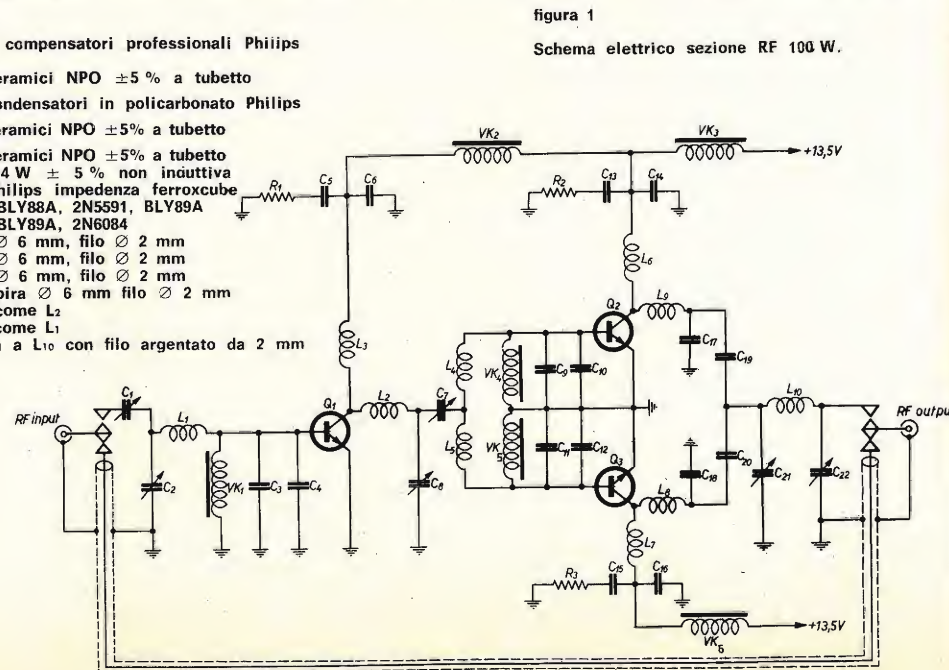 figura 1
Schema elettrico sezione RF 100 W.
compensatori professionali Philips
eramici NPO ±5 % a tubetto
ondensatori in policarbonato Philips
eramici NPO ±5% a tubetto
eramici NPO ±5% a tubetto
4 W ± 5 % non induttiva
hilips impedenza ferroxcube
BLY88A, 2N5591, BLY89A
BLY89A, 2N6084
∅ 6 mm, filo ∅ 2 mm
∅ 6 mm, filo ∅ 2 mm
∅ 6 mm, filo ∅ 2 mm
pira ∅ 6 mm filo ∅ 2 mm
come L2
come L1
a L10 con filo argentato da 2 mm
VK2
VK3
+13,5V
R1
C5
C6
R2
C13
C14
L6
Q2
L9
C17
C19
L3
L4
VK4
C9
C10
C1
RF input
L1
Q1
L2
C7
L10
RF output
C2
VK1
C3
C4
C8
L5
VK5
C11
C12
Q3
C18
C20
C21
C22
L8
L7
R3
C15
C16
VK6
+13,5V